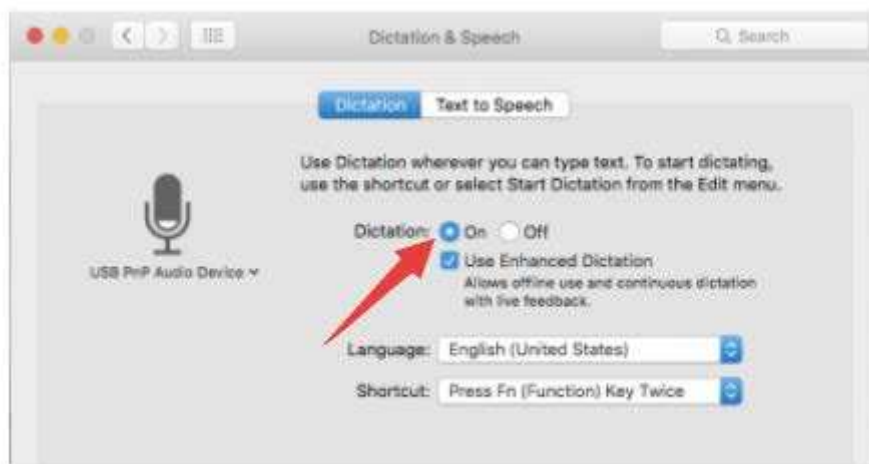 Dictation & Speech
Search
Dictation Text to Speech
Use Dictation wherever you can type text. To start dictating,
use the shortcut or select Start Dictation from the Edit menu.
Dictation: On Off
Use Enhanced Dictation
Allows offline use and continuous dictation
with live feedback.
USB PnP Audio Device
Language: English (United States)
Shortcut: Press Fn (Function) Key Twice